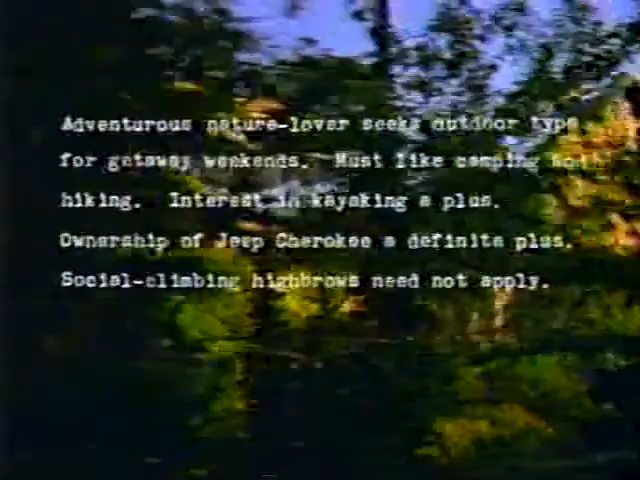 Adventurous nature-lover seeks outdoor type
for getaway weekends. Must like camping and
hiking. Interest in kayaking a plus.
Ownership of Jeep Cherokee a definite plus.
Social-climbing highbrows need not apply.